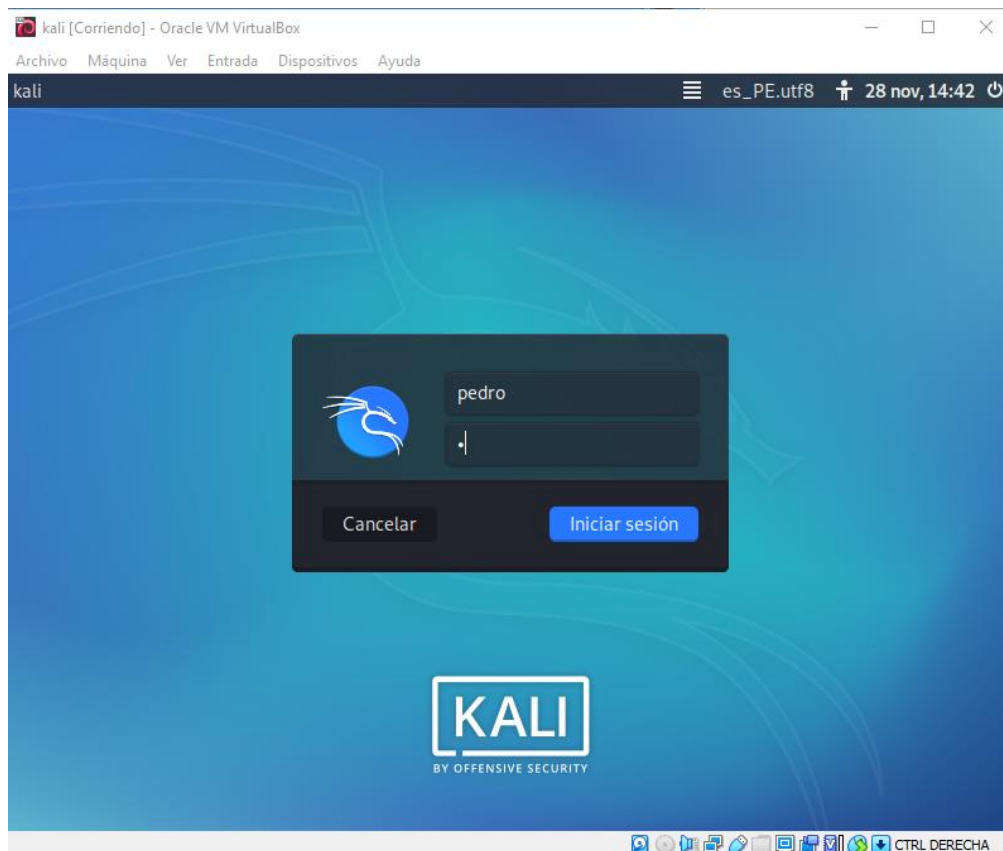 kali [Corriendo] - Oracle VM VirtualBox
Archivo Máquina Ver Entrada Dispositivos Ayuda
kali es_PE.utf8 28 nov, 14:42
pedro
Cancelar Iniciar sesión
KALI
BY OFFENSIVE SECURITY
CTRL DERECHA